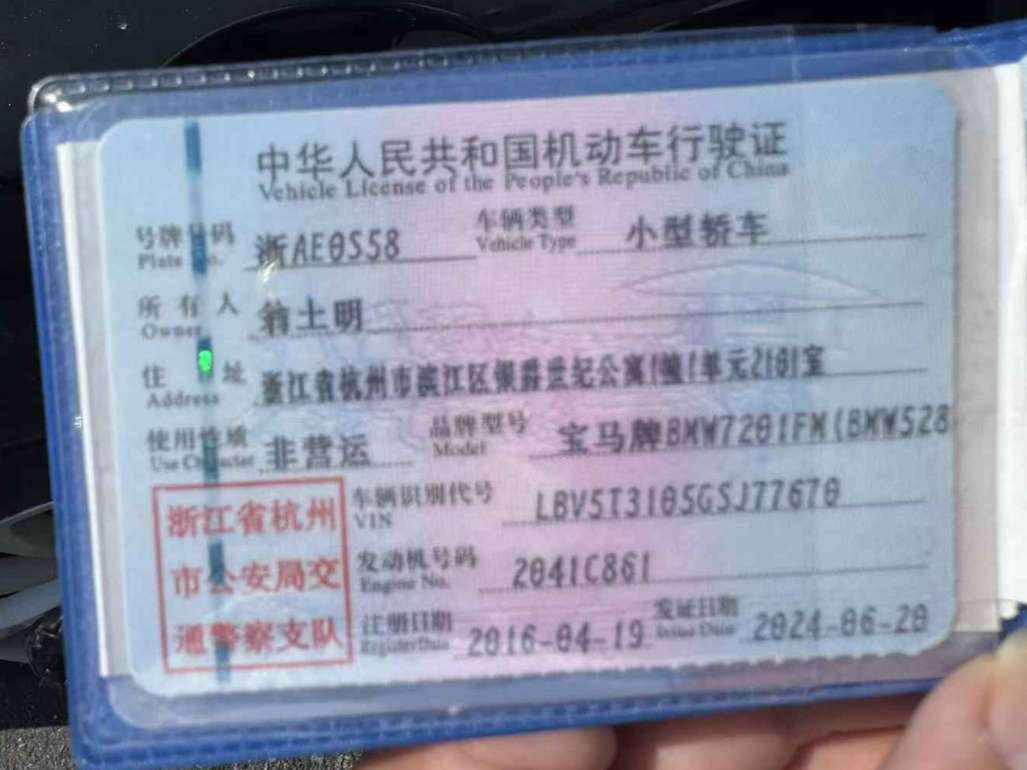 中华人民共和国机动车行驶证
Vehicle License of the People's Republic of China
号牌号码 浙AE0S58 车辆类型 小型轿车
Plate No. Vehicle Type
所有人 翁土明
Owner
住址 浙江省杭州市滨江区银爵世纪公寓1幢1单元2101室
Address
使用性质 非营运 品牌型号 宝马牌BMW7201FM(BMW528
Use Character Model
浙江省杭州
市公安局交
通警察支队
车辆识别代号 LBV5T3105GSJ77670
VIN
发动机号码 2041C861
Engine No.
注册日期 2016-04-19 发证日期 2024-06-20
Register Date Issue Date